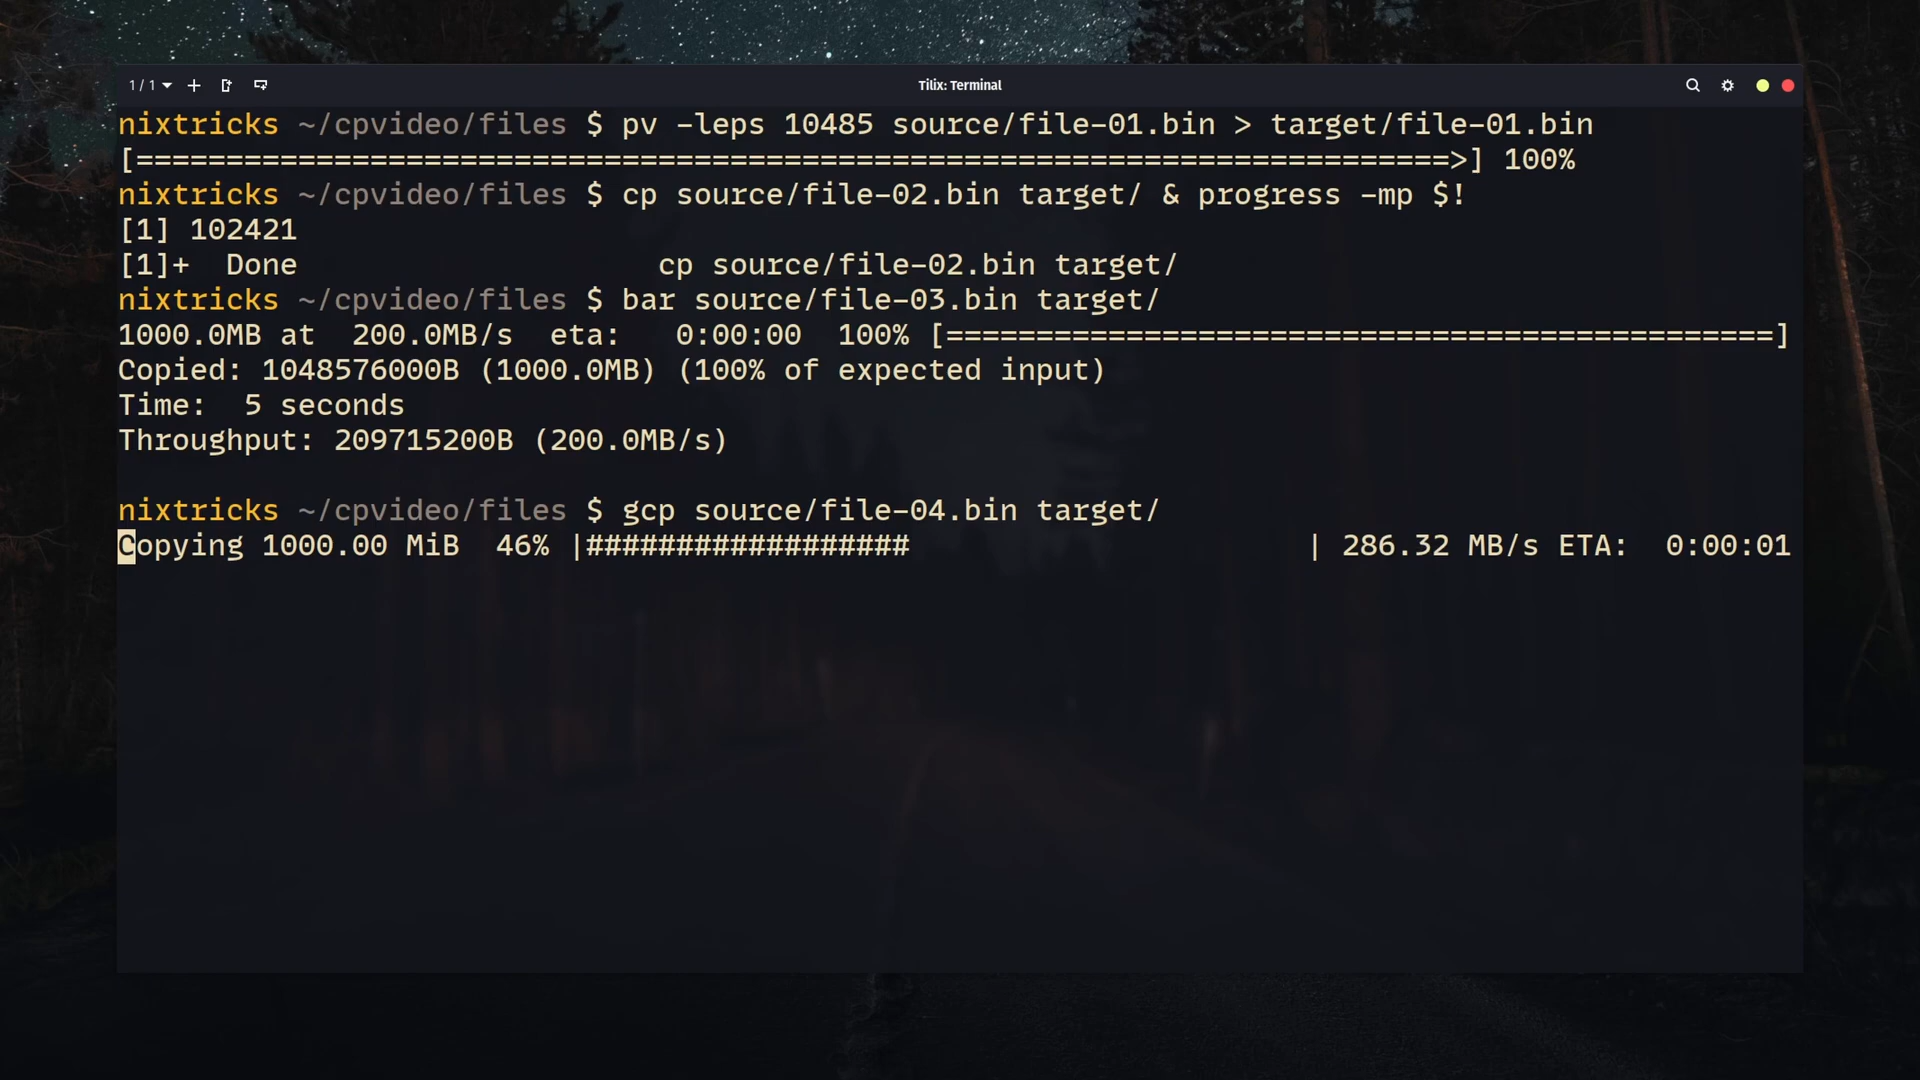 1 / 1
Tilix: Terminal
nixtricks ~/cpvideo/files $ pv -leps 10485 source/file-01.bin > target/file-01.bin
[=========================================================================>] 100%
nixtricks ~/cpvideo/files $ cp source/file-02.bin target/ & progress -mp $!
[1] 102421
[1]+  Done                    cp source/file-02.bin target/
nixtricks ~/cpvideo/files $ bar source/file-03.bin target/
1000.0MB at  200.0MB/s  eta:   0:00:00  100% [==============================================]
Copied: 1048576000B (1000.0MB) (100% of expected input)
Time:  5 seconds
Throughput: 209715200B (200.0MB/s)
nixtricks ~/cpvideo/files $ gcp source/file-04.bin target/
Copying 1000.00 MiB  46% |##################                      | 286.32 MB/s ETA:  0:00:01